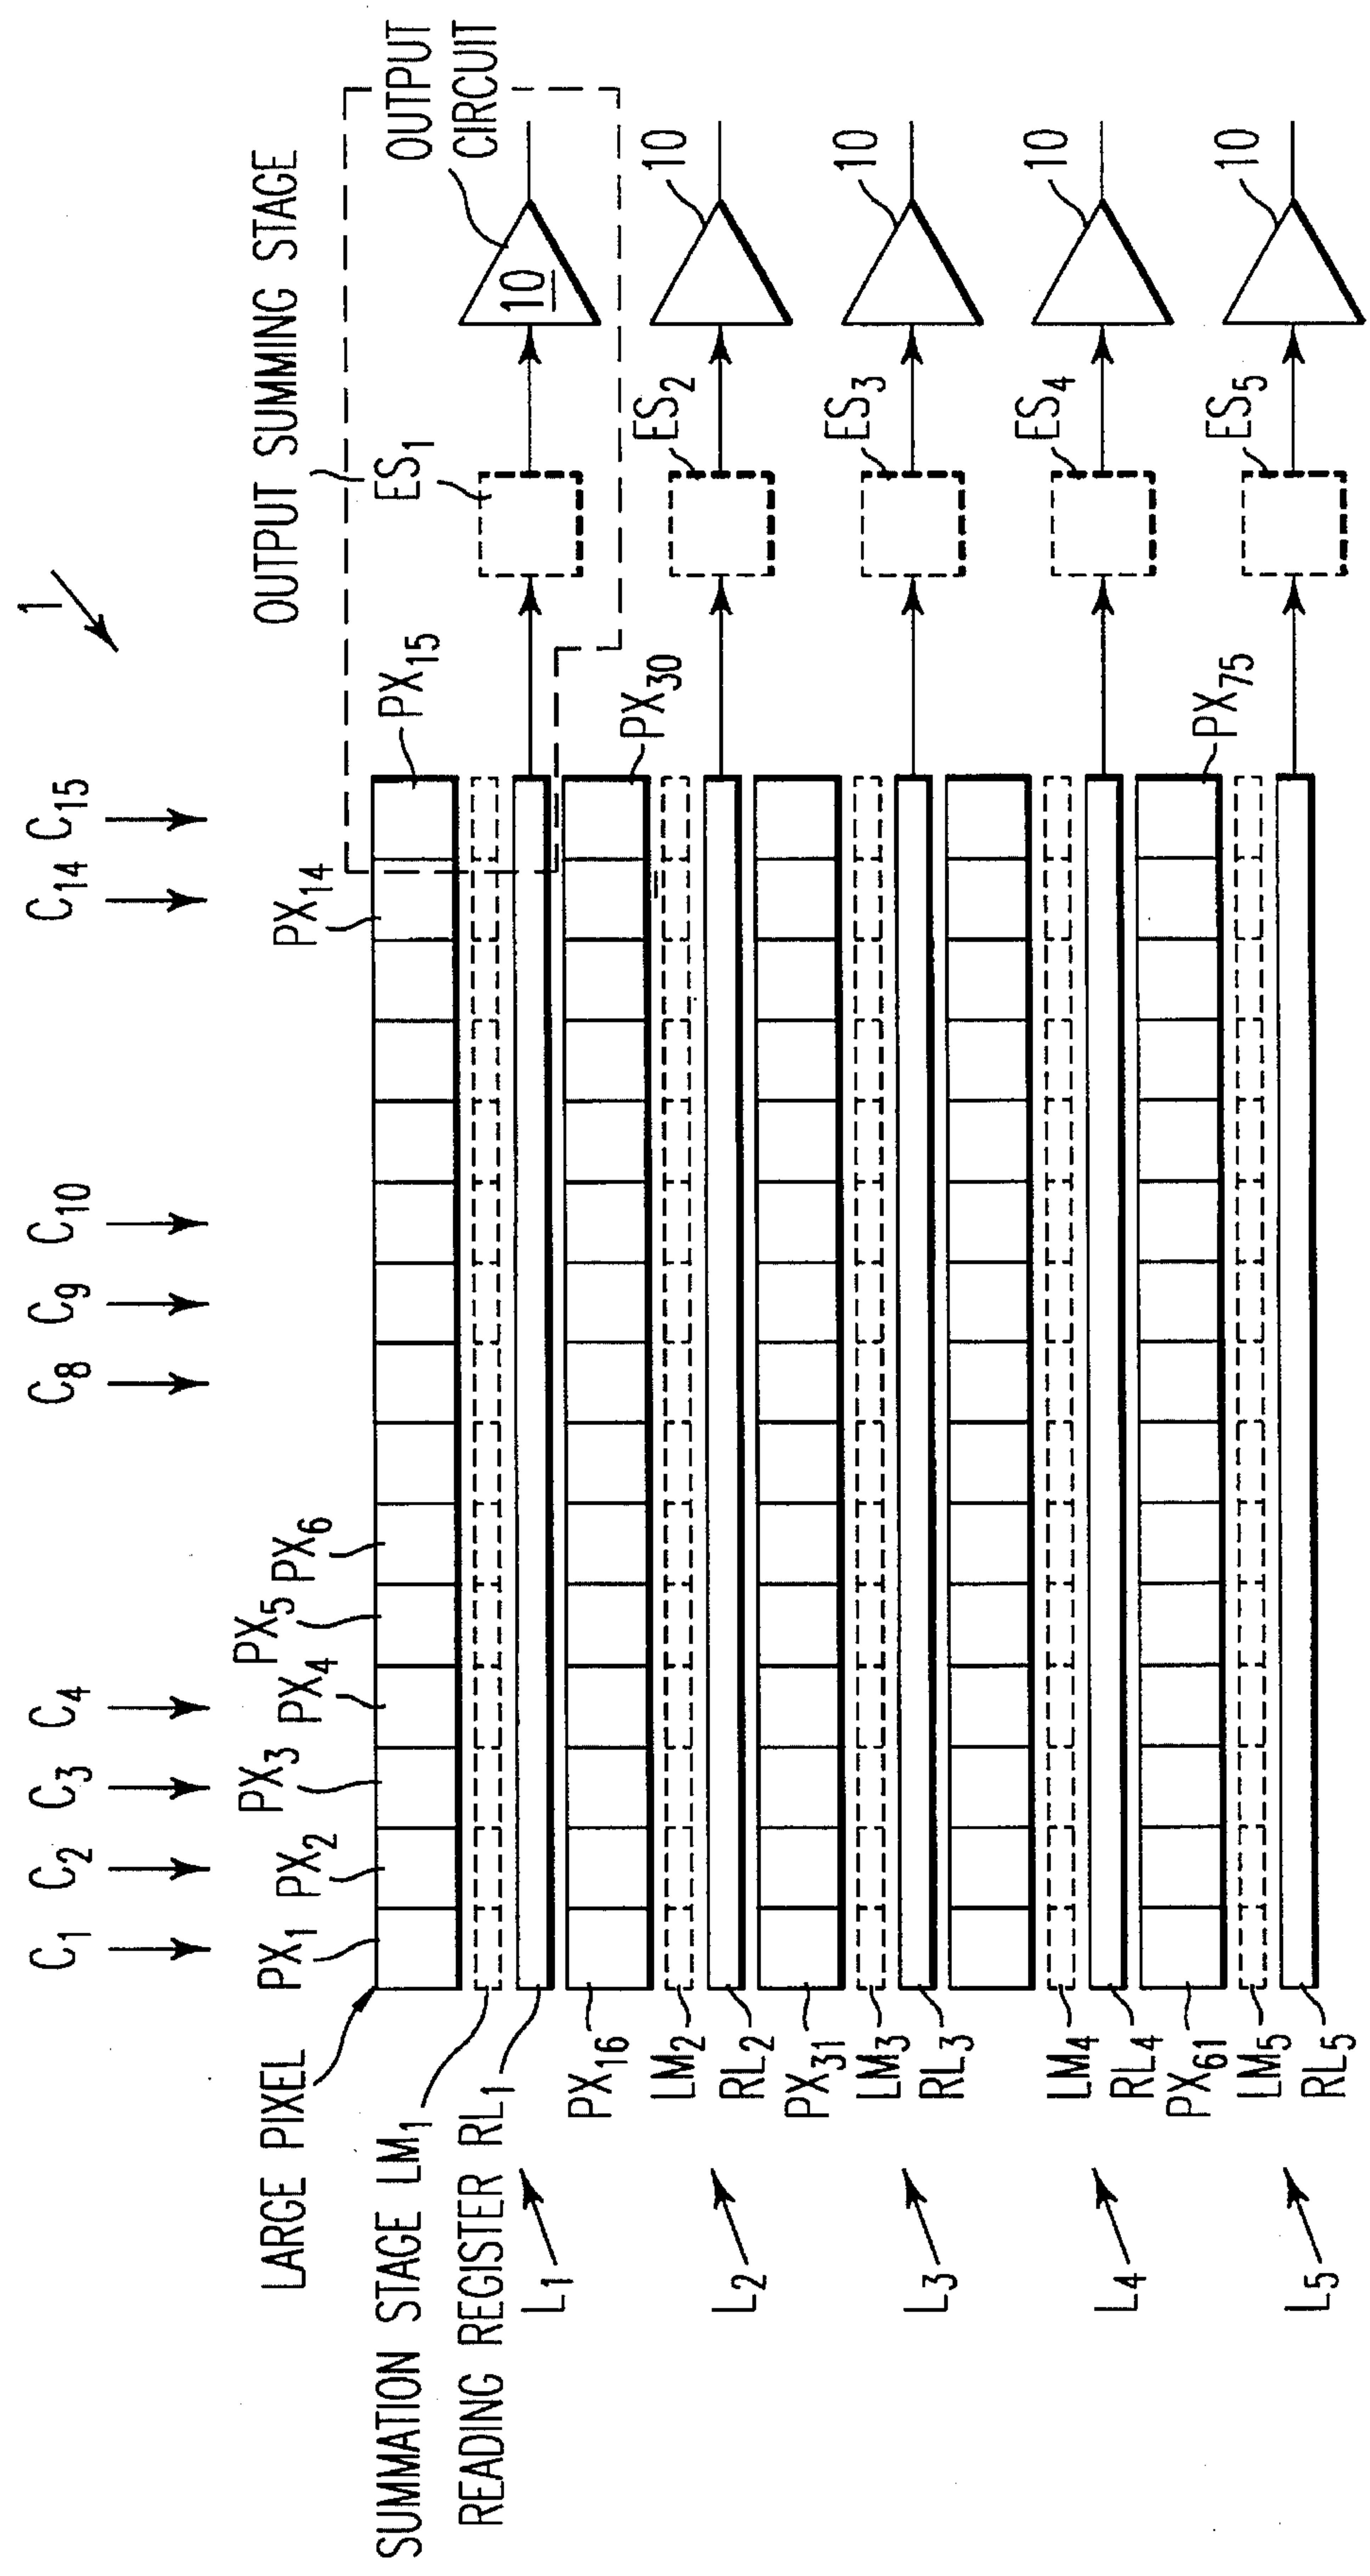 1
C₁ C₂ C₃ C₄ C₈ C₉ C₁₀ C₁₄ C₁₅
OUTPUT SUMMING STAGE
OUTPUT
CIRCUIT
LARGE PIXEL
PX₁ PX₂ PX₃ PX₄ PX₅ PX₆ PX₁₄ PX₁₅
SUMMATION STAGE LM₁
READING REGISTER RL₁
ES₁
10
L₁
PX₁₆
PX₃₀
LM₂
RL₂
ES₂
10
L₂
PX₃₁
LM₃
RL₃
ES₃
10
L₃
LM₄
RL₄
ES₄
10
L₄
PX₆₁
PX₇₅
LM₅
RL₅
ES₅
10
L₅